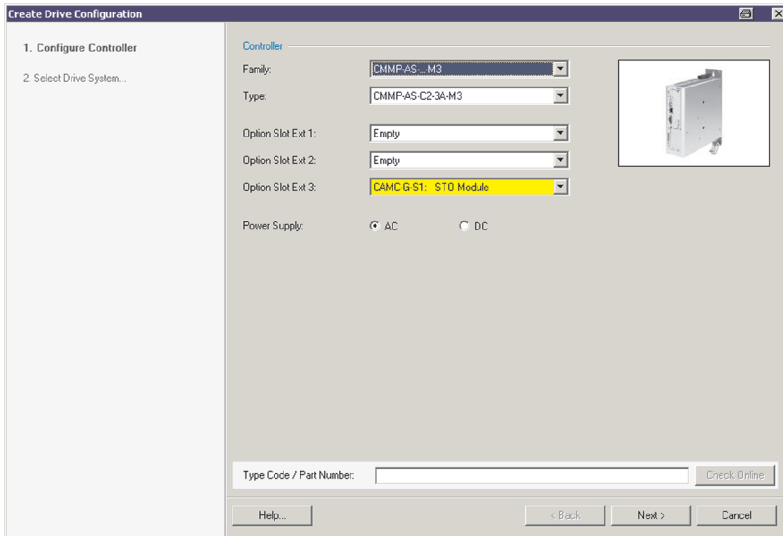 Create Drive Configuration
1. Configure Controller
2. Select Drive System...
Controller
Family:
CMMP-AS-...-M3
Type:
CMMP-AS-C2-3A-M3
Option Slot Ext 1:
Empty
Option Slot Ext 2:
Empty
Option Slot Ext 3:
CAMC-G-S1: STO Module
Power Supply:
AC
DC
Type Code / Part Number:
Check Online
Help...
< Back
Next >
Cancel